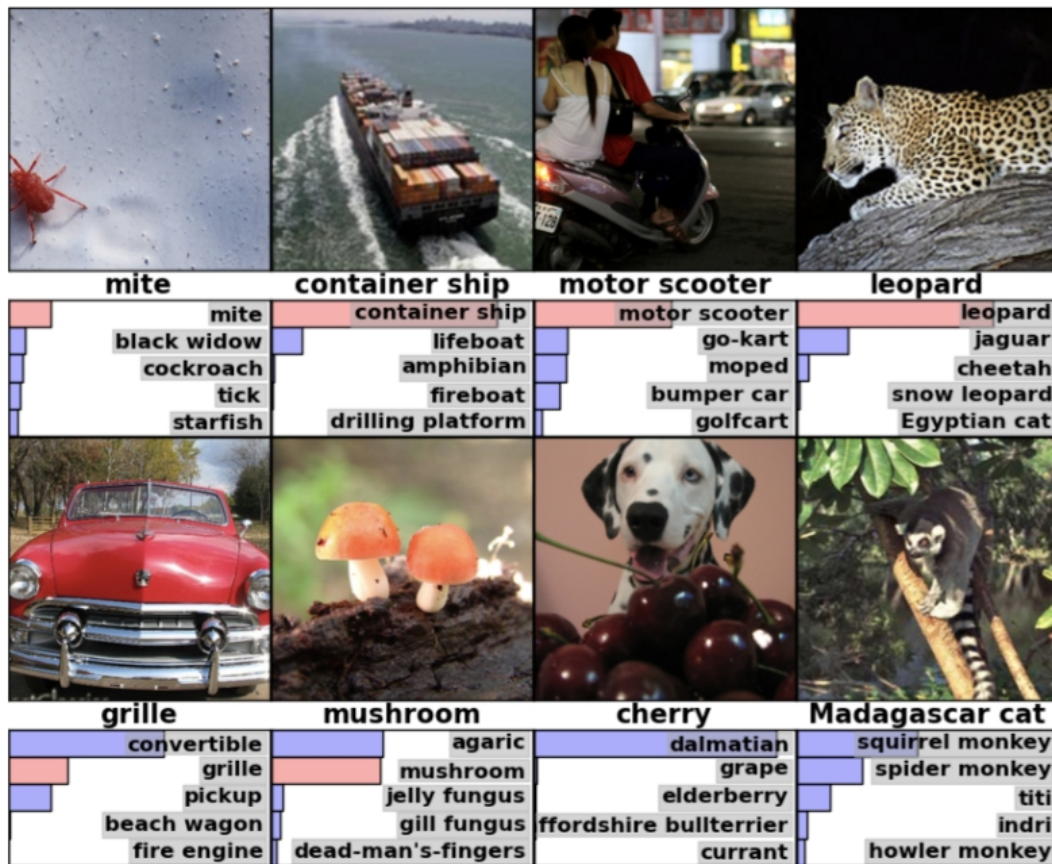 mite
container ship
motor scooter
leopard
mite
black widow
cockroach
tick
starfish
container ship
lifeboat
amphibian
fireboat
drilling platform
motor scooter
go-kart
moped
bumper car
golfcart
leopard
jaguar
cheetah
snow leopard
Egyptian cat
grille
mushroom
cherry
Madagascar cat
convertible
grille
pickup
beach wagon
fire engine
agaric
mushroom
jelly fungus
gill fungus
dead-man's-fingers
dalmatian
grape
elderberry
ffordshire bullterrier
currant
squirrel monkey
spider monkey
titi
indri
howler monkey